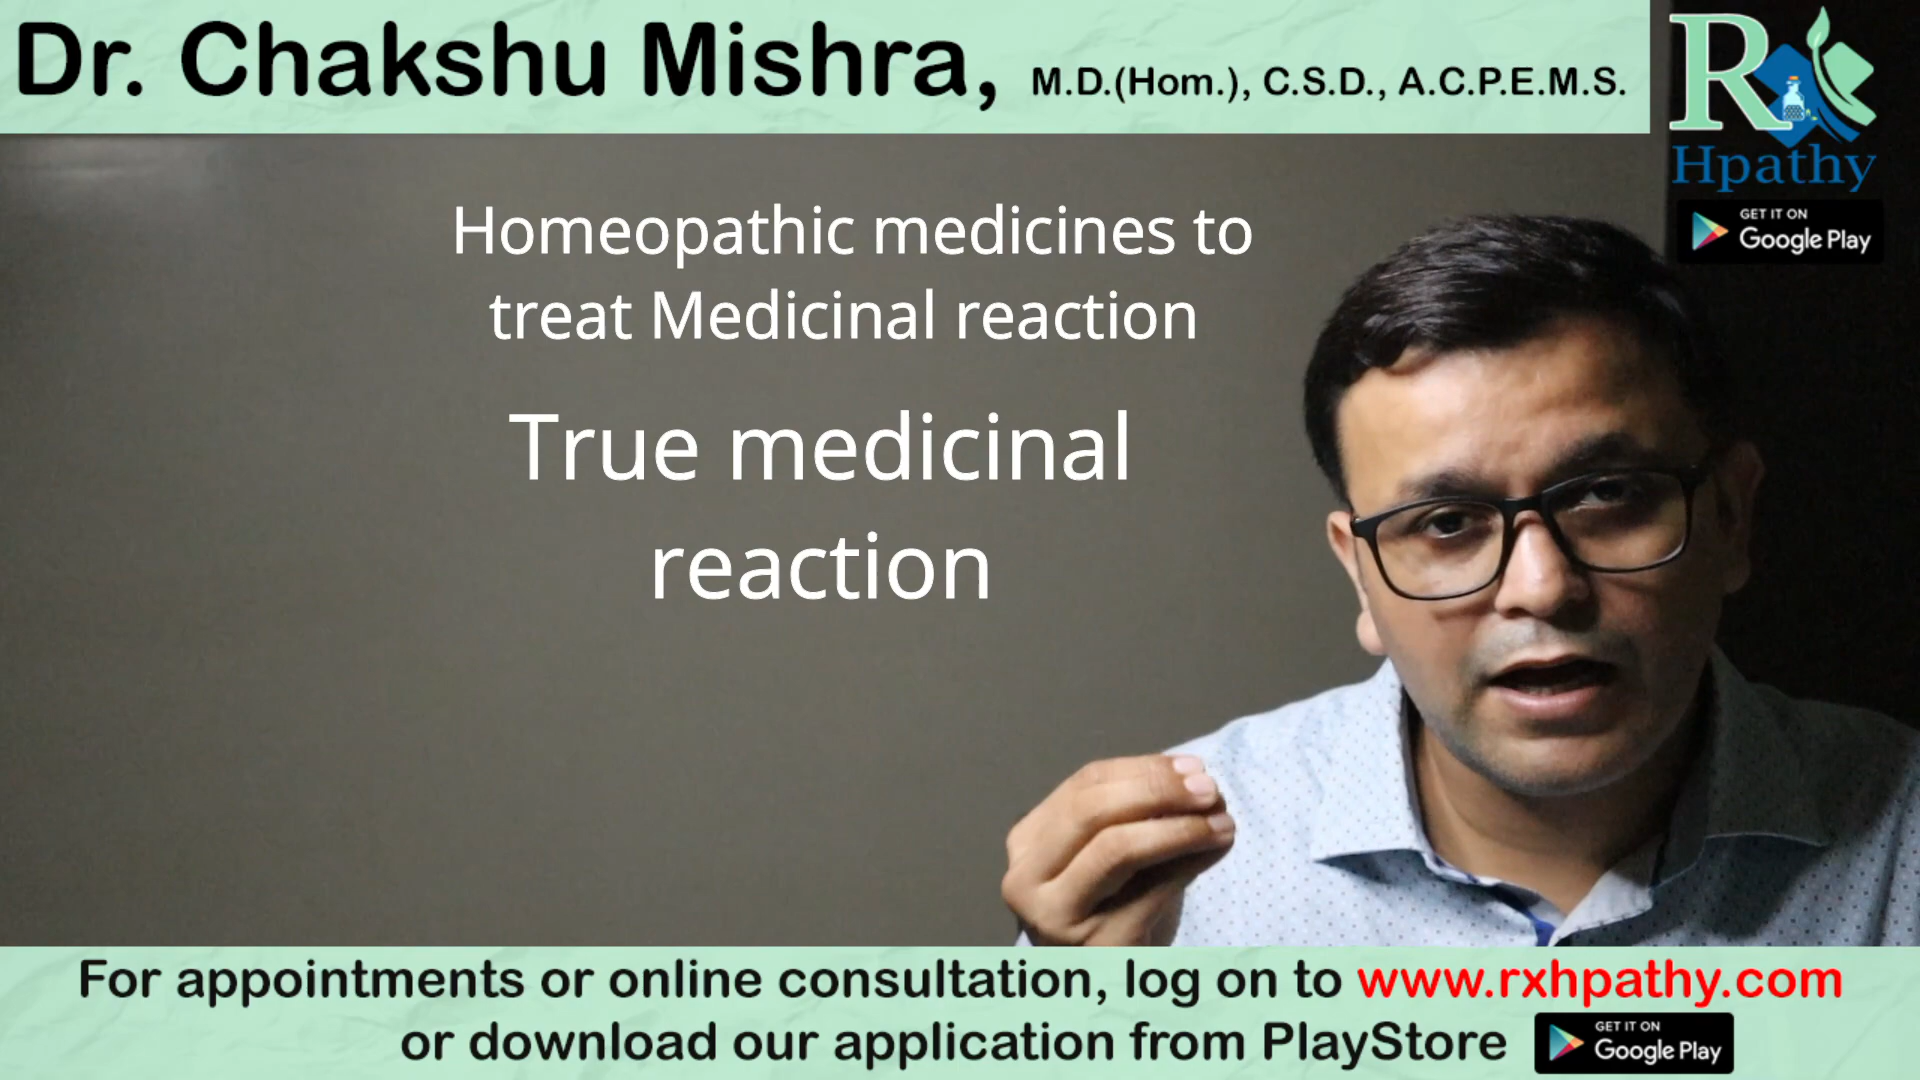 Dr. Chakshu Mishra, M.D.(Hom.), C.S.D., A.C.P.E.M.S.
Rx
Hpathy
GET IT ON
Google Play
Homeopathic medicines to
treat Medicinal reaction
True medicinal
reaction
For appointments or online consultation, log on to www.rxhpathy.com
or download our application from PlayStore
GET IT ON
Google Play